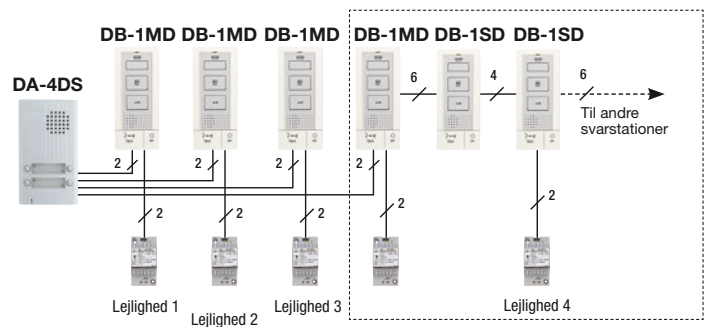 DB-1MD DB-1MD DB-1MD DB-1MD DB-1SD DB-1SD
DA-4DS
6 4 6
Til andre
svarstationer
2 2 2 2
2 2 2 2 2
Lejlighed 1 Lejlighed 2 Lejlighed 3 Lejlighed 4